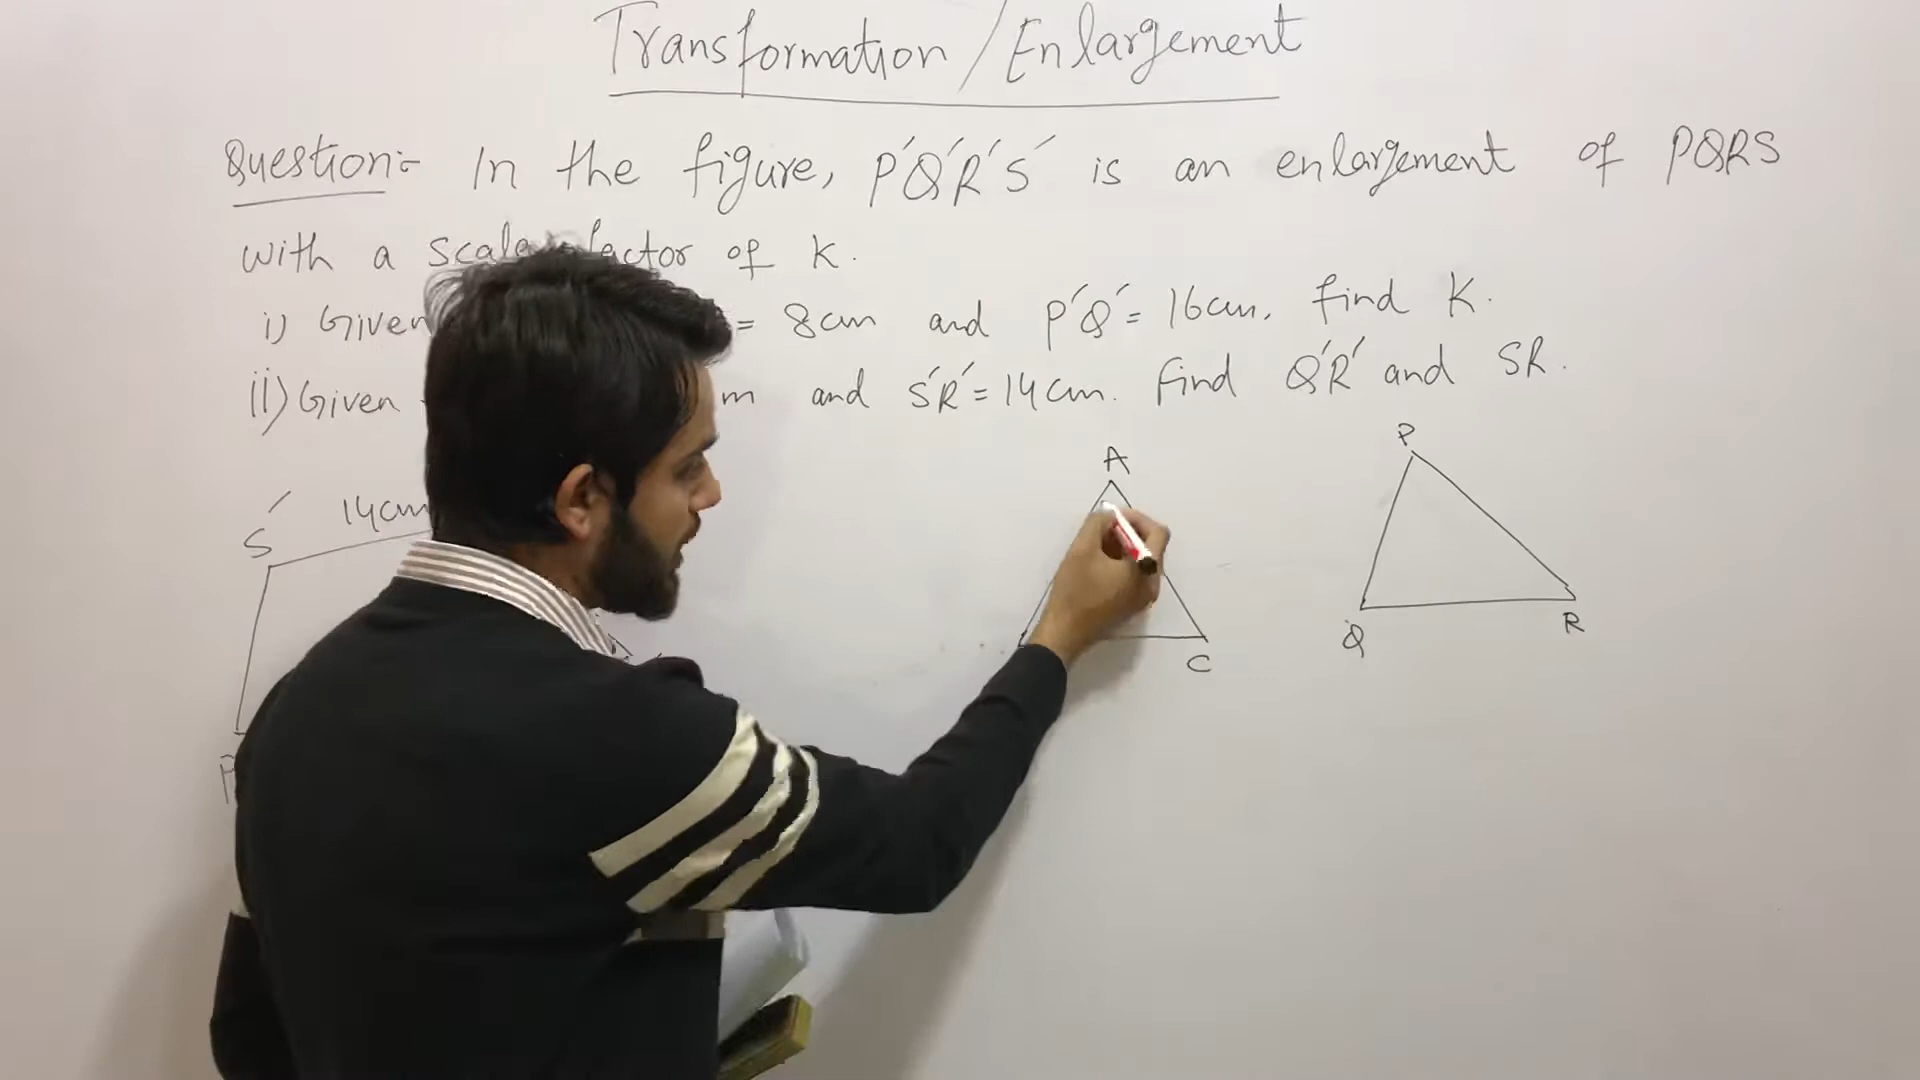 Transformation / Enlargement
Question:- In the figure, P'Q'R'S' is an enlargement of PQRS
with a scale factor of K.
i) Given = 8cm and P'Q' = 16cm, find K.
ii) Given and S'R' = 14cm. Find Q'R' and SR.
P
A
S' 14cm
Q R
C